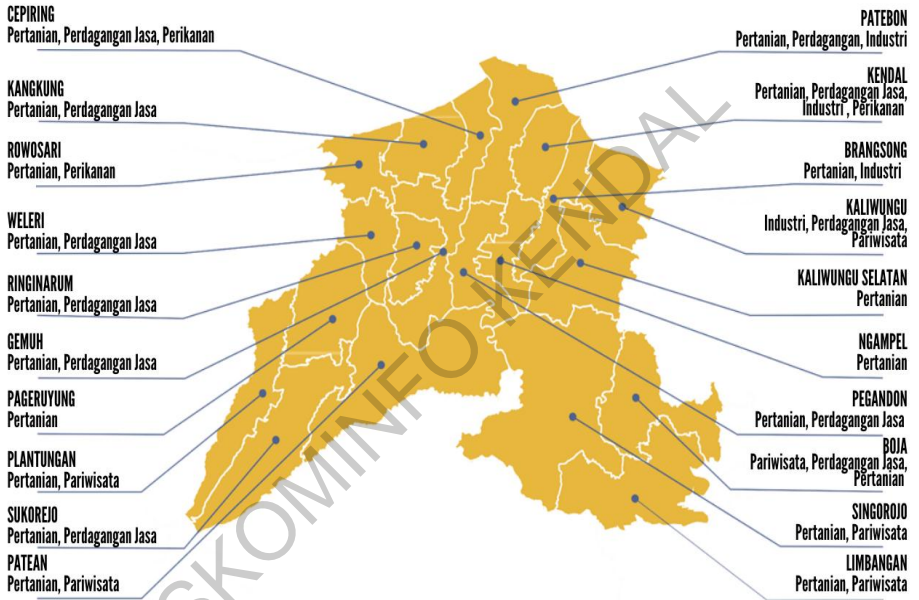 CEPIRING
Pertanian, Perdagangan Jasa, Perikanan
KANGKUNG
Pertanian, Perdagangan Jasa
ROWOSARI
Pertanian, Perikanan
WELERI
Pertanian, Perdagangan Jasa
RINGINARUM
Pertanian, Perdagangan Jasa
GEMUH
Pertanian, Perdagangan Jasa
PAGERUYUNG
Pertanian
PLANTUNGAN
Pertanian, Pariwisata
SUKOREJO
Pertanian, Perdagangan Jasa
PATEAN
Pertanian, Pariwisata
PATEBON
Pertanian, Perdagangan, Industri
KENDAL
Pertanian, Perdagangan Jasa,
Industri , Perikanan
BRANGSONG
Pertanian, Industri
KALIWUNGU
Industri, Perdagangan Jasa,
Pariwisata
KALIWUNGU SELATAN
Pertanian
NGAMPEL
Pertanian
PEGANDON
Pertanian, Perdagangan Jasa
BOJA
Pariwisata, Perdagangan Jasa,
Pertanian
SINGOROJO
Pertanian, Pariwisata
LIMBANGAN
Pertanian, Pariwisata
SKOMINFO KENDAL